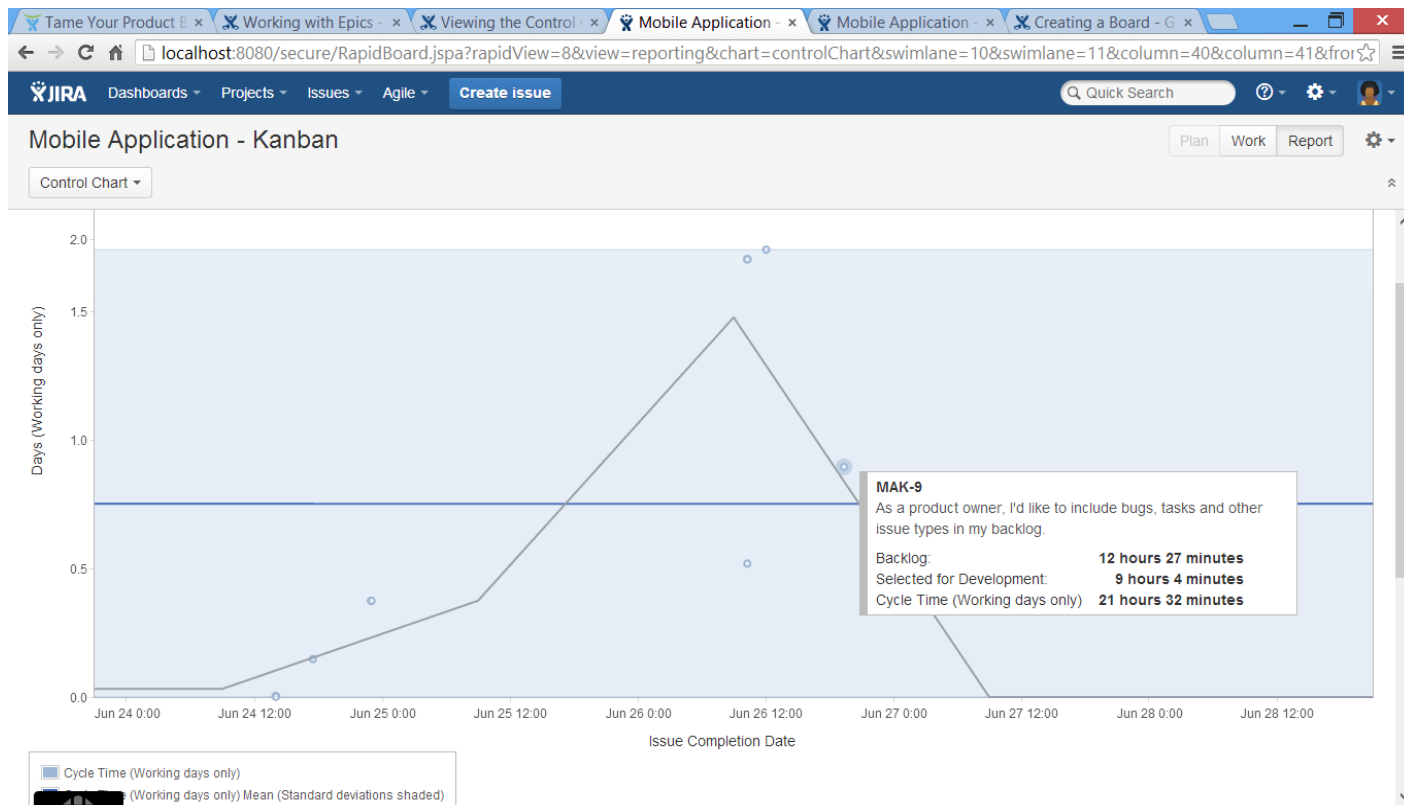 Tame Your Product B
Working with Epics -
Viewing the Control
Mobile Application -
Mobile Application -
Creating a Board - G
localhost:8080/secure/RapidBoard.jspa?rapidView=8&view=reporting&chart=controlChart&swimlane=10&swimlane=11&column=40&column=41&fror
JIRA Dashboards Projects Issues Agile Create issue Quick Search
Mobile Application - Kanban
Plan Work Report
Control Chart
2.0
1.5
1.0
0.5
0.0
Days (Working days only)
MAK-9
As a product owner, I'd like to include bugs, tasks and other
issue types in my backlog.
Backlog: 12 hours 27 minutes
Selected for Development: 9 hours 4 minutes
Cycle Time (Working days only) 21 hours 32 minutes
Jun 24 0:00 Jun 24 12:00 Jun 25 0:00 Jun 25 12:00 Jun 26 0:00 Jun 26 12:00 Jun 27 0:00 Jun 27 12:00 Jun 28 0:00 Jun 28 12:00
Issue Completion Date
Cycle Time (Working days only)
(Working days only) Mean (Standard deviations shaded)